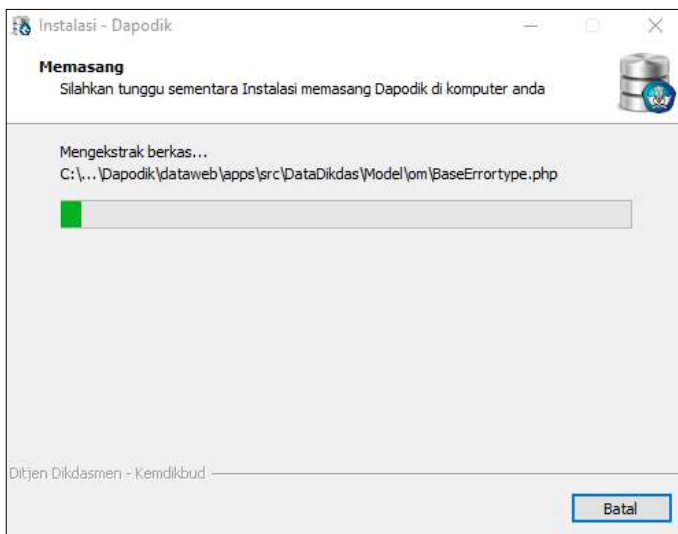 Instalasi - Dapodik
Memasang
Silahkan tunggu sementara Instalasi memasang Dapodik di komputer anda
Mengekstrak berkas...
C:\...\Dapodik\dataweb\apps\src\DataDikdas\Model\om\BaseErrortype.php
Ditjen Dikdasmen - Kemdikbud
Batal